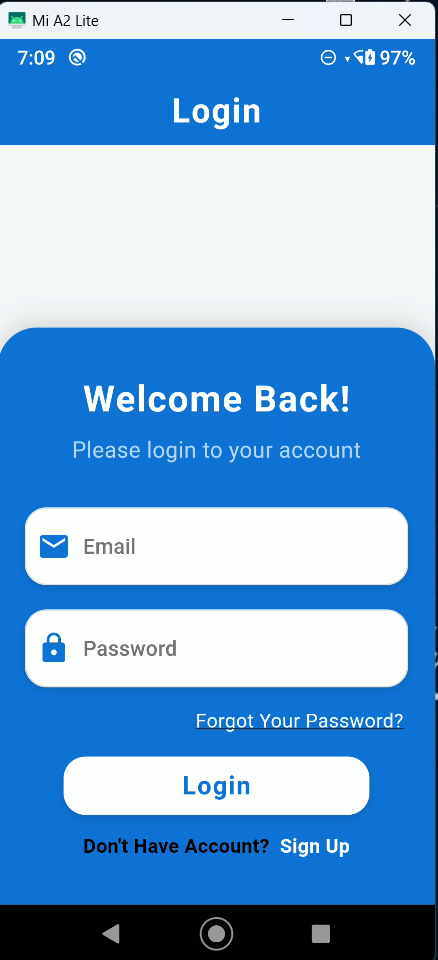 Mi A2 Lite
7:09 97%
Login
Welcome Back!
Please login to your account
Email
Password
Forgot Your Password?
Login
Don't Have Account? Sign Up